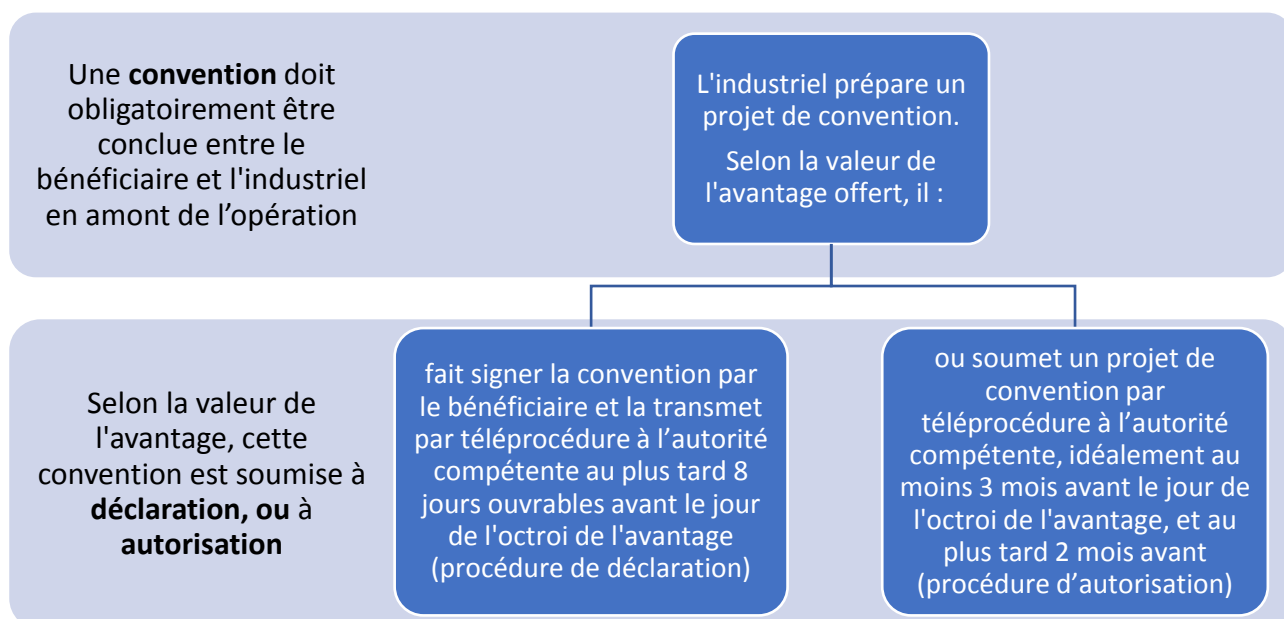 Une convention doit
obligatoirement être
conclue entre le
bénéficiaire et l'industriel
en amont de l’opération
L'industriel prépare un
projet de convention.
Selon la valeur de
l'avantage offert, il :
Selon la valeur de
l'avantage, cette
convention est soumise à
déclaration, ou à
autorisation
fait signer la convention par
le bénéficiaire et la transmet
par téléprocédure à l’autorité
compétente au plus tard 8
jours ouvrables avant le jour
de l'octroi de l'avantage
(procédure de déclaration)
ou soumet un projet de
convention par
téléprocédure à l’autorité
compétente, idéalement au
moins 3 mois avant le jour de
l'octroi de l'avantage, et au
plus tard 2 mois avant
(procédure d’autorisation)